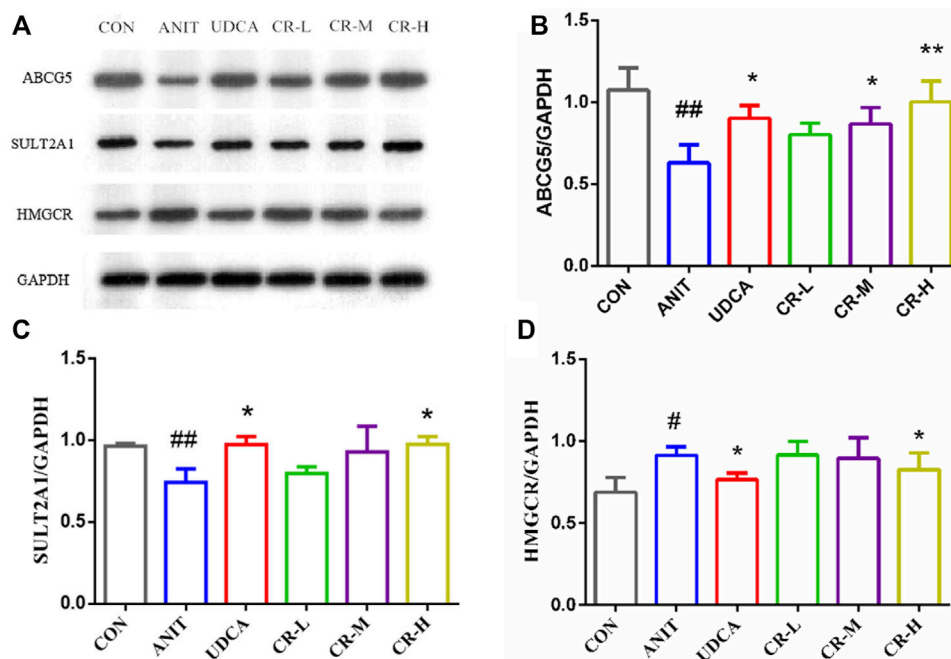 A
CON ANIT UDCA CR-L CR-M CR-H
ABCG5
SULT2A1
HMGCR
GAPDH
B
ABCG5/GAPDH
1.5
1.0
0.5
0.0
##
*
*
**
CON ANIT UDCA CR-L CR-M CR-H
C
SULT2A1/GAPDH
1.5
1.0
0.5
0.0
##
*
*
CON ANIT UDCA CR-L CR-M CR-H
D
HMGCR/GAPDH
1.5
1.0
0.5
0.0
#
*
*
CON ANIT UDCA CR-L CR-M CR-H